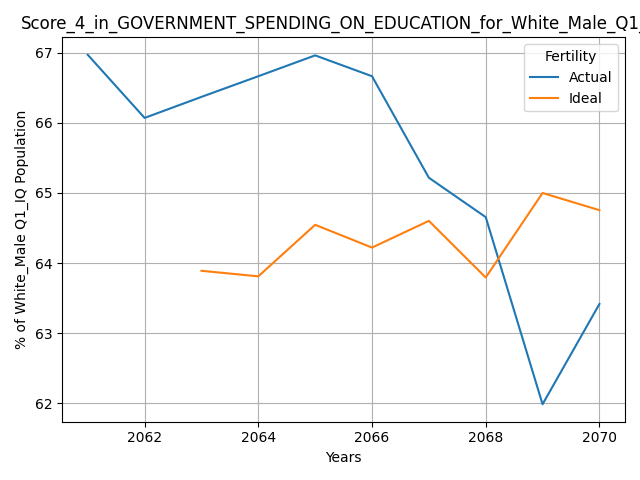 Score_4_in_GOVERNMENT_SPENDING_ON_EDUCATION_for_White_Male_Q1_
Fertility
Actual
Ideal
67
66
65
64
63
62
% of White_Male Q1_IQ Population
2062
2064
2066
2068
2070
Years